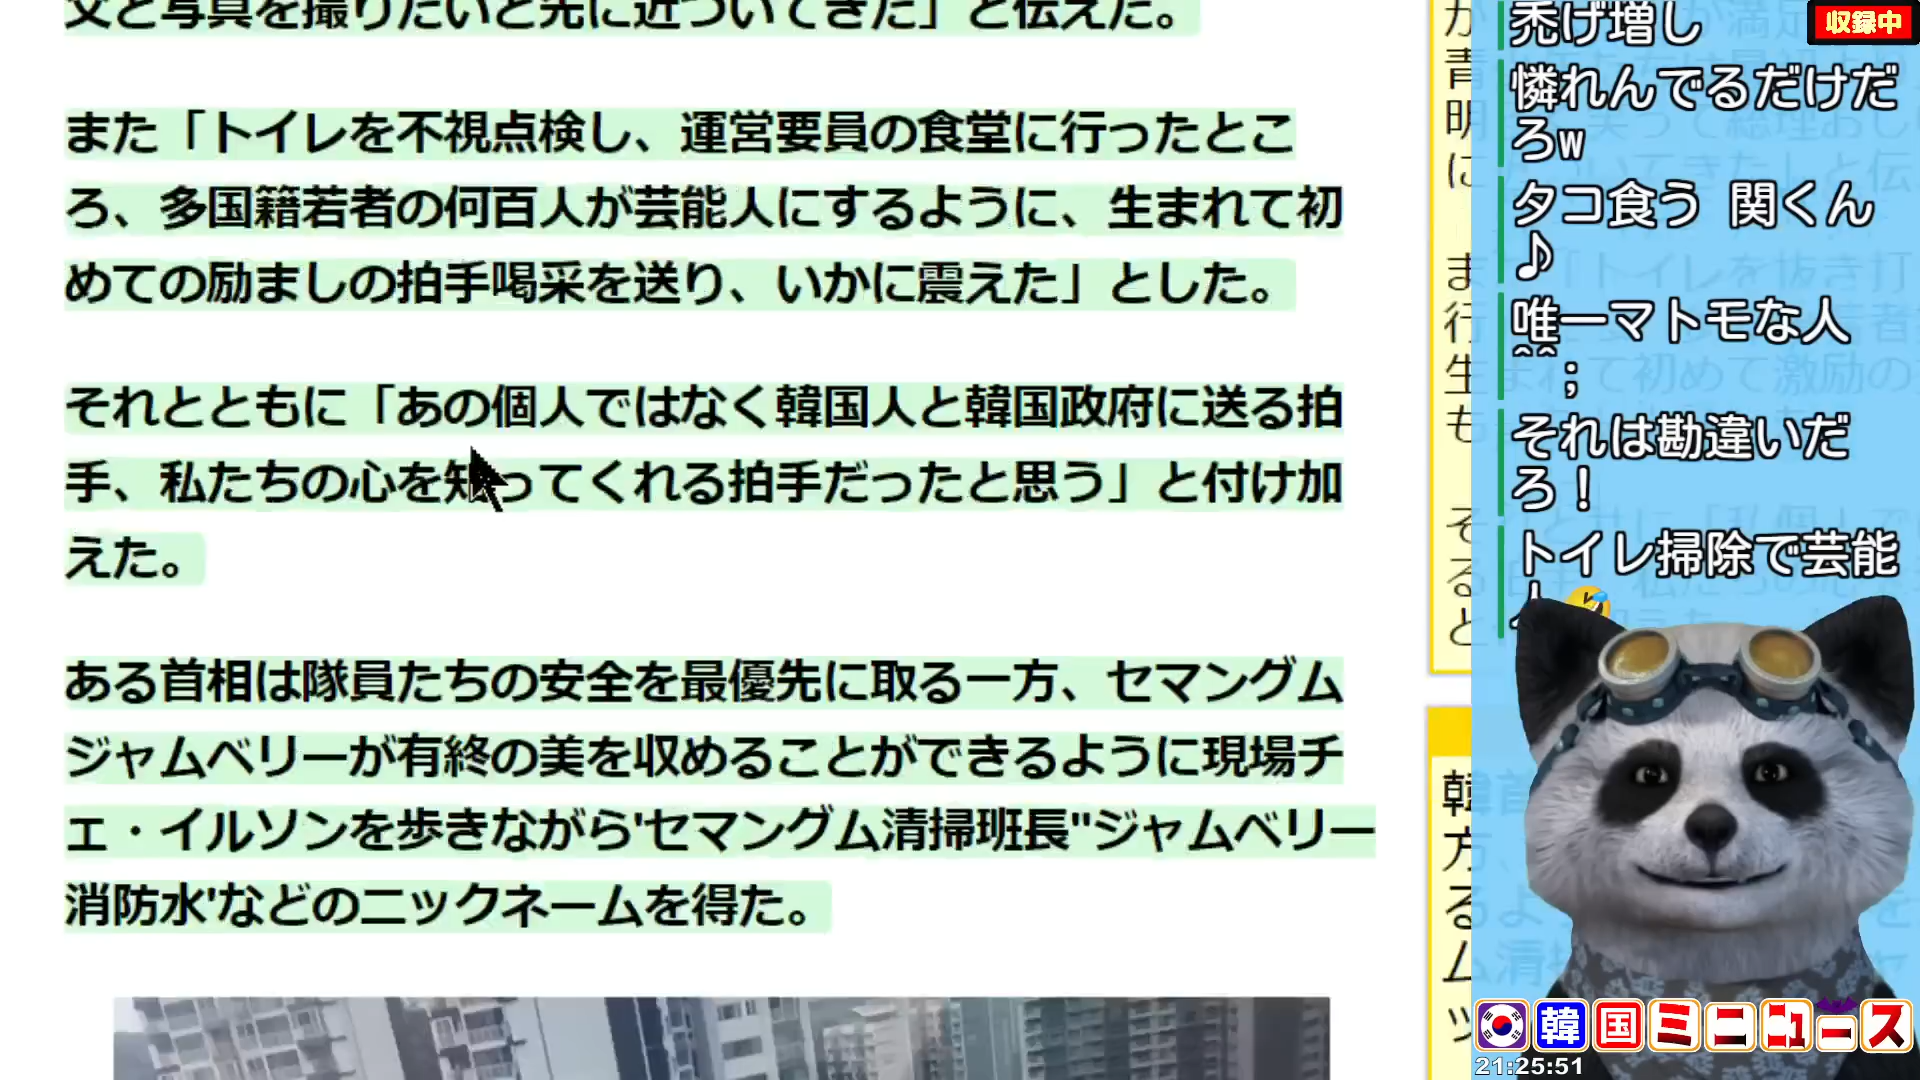 父と写真を撮りたいと先に近づいてきた」と伝えた。
また「トイレを不視点検し、運営要員の食堂に行ったとこ
ろ、多国籍若者の何百人が芸能人にするように、生まれて初
めての励ましの拍手喝采を送り、いかに震えた」とした。
それとともに「あの個人ではなく韓国人と韓国政府に送る拍
手、私たちの心を知ってくれる拍手だったと思う」と付け加
えた。
ある首相は隊員たちの安全を最優先に取る一方、セマングム
ジャムベリーが有終の美を収めることができるように現場チ
ェ・イルソンを歩きながら'セマングム清掃班長''ジャムベリー
消防水'などのニックネームを得た。
禿げ増し
収録中
憐れんでるだけだ
ろw
タコ食う 関くん
♪
唯一マトモな人
^^;
それは勘違いだ
ろ！
トイレ掃除で芸能
韓国ミニニュース
21:25:51